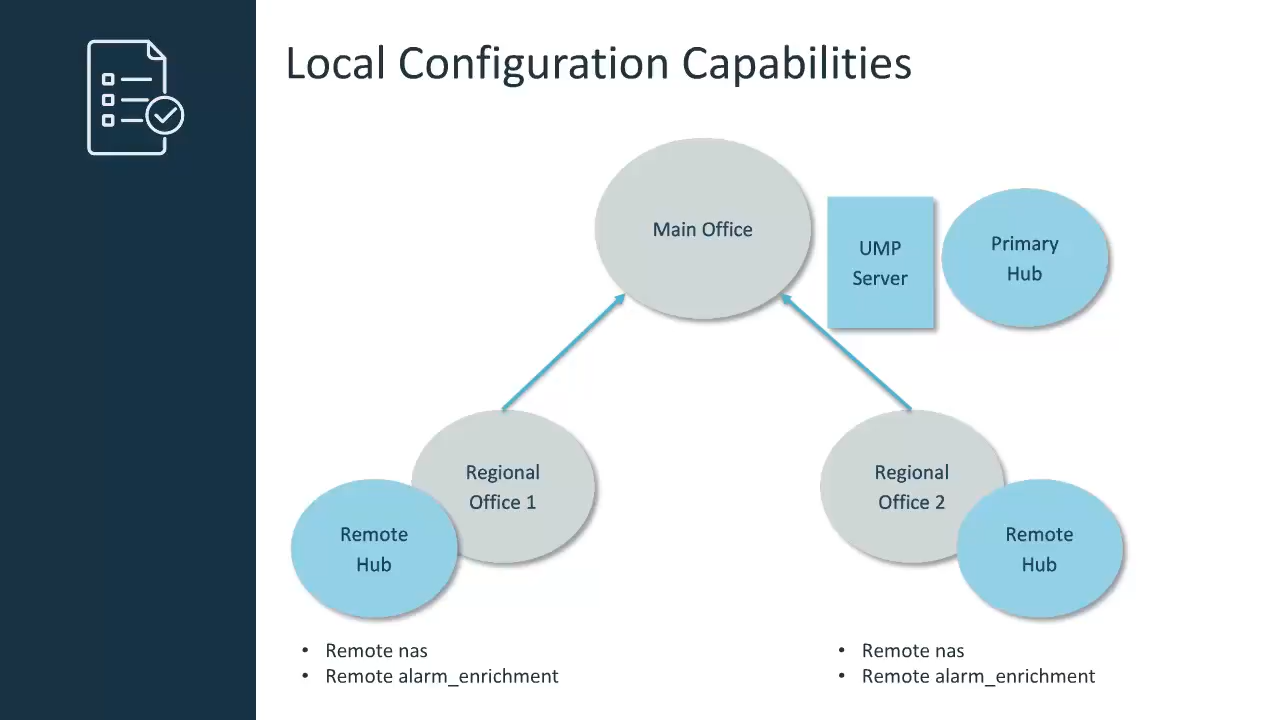 Local Configuration Capabilities
Main Office
UMP
Server
Primary
Hub
Regional
Office 1
Remote
Hub
Regional
Office 2
Remote
Hub
• Remote nas
• Remote alarm_enrichment
• Remote nas
• Remote alarm_enrichment